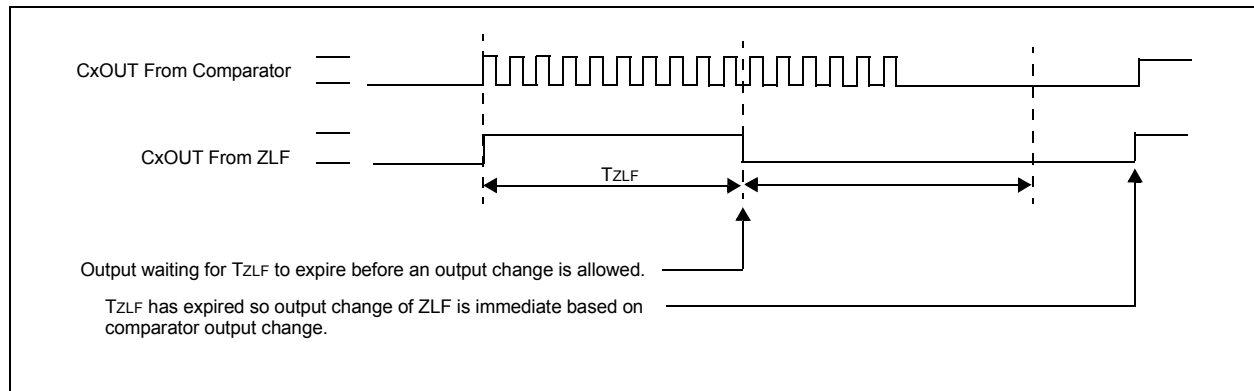 CxOUT From Comparator
CxOUT From ZLF
TZLF
Output waiting for TZLF to expire before an output change is allowed.
TZLF has expired so output change of ZLF is immediate based on
comparator output change.